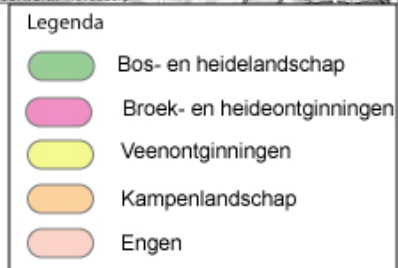 Legenda
Bos- en heidelandschap
Broek- en heideontginningen
Veenontginningen
Kampenlandschap
Engen